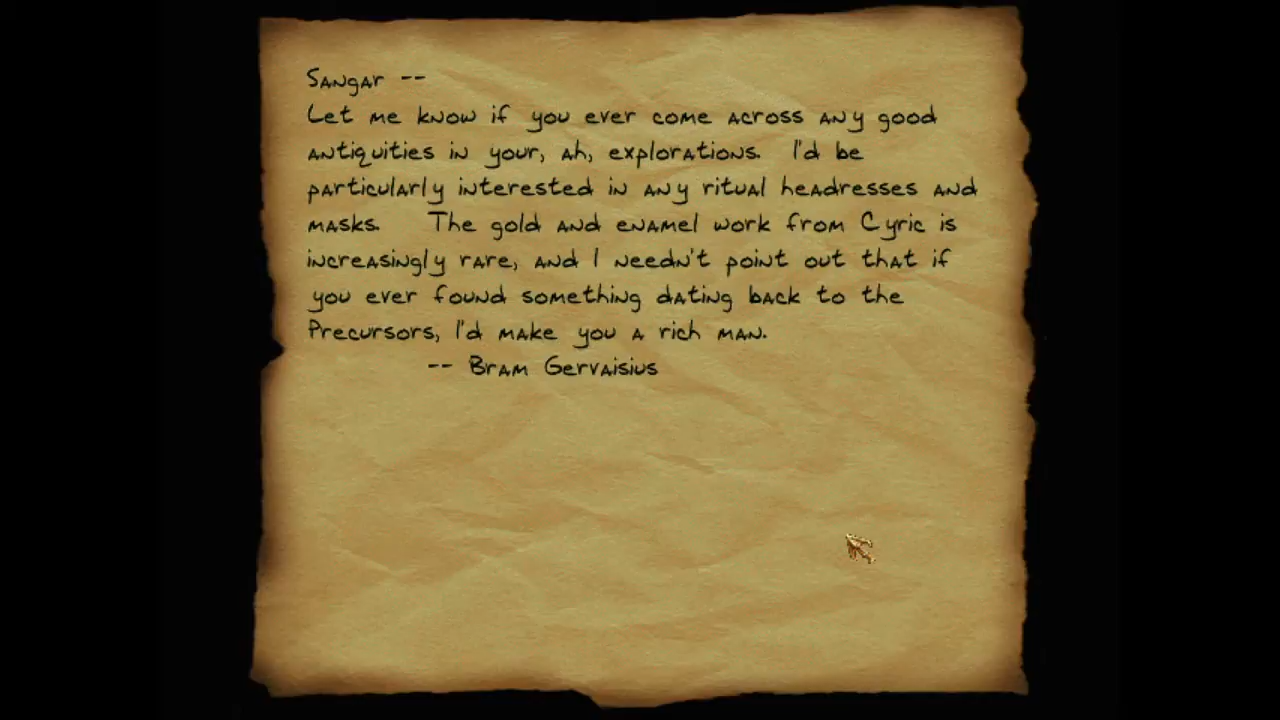 Sangar --
Let me know if you ever come across any good
antiquities in your, ah, explorations.  I'd be
particularly interested in any ritual headresses and
masks.   The gold and enamel work from Cyric is
increasingly rare, and I needn't point out that if
you ever found something dating back to the
Precursors, I'd make you a rich man.
-- Bram Gervaisius